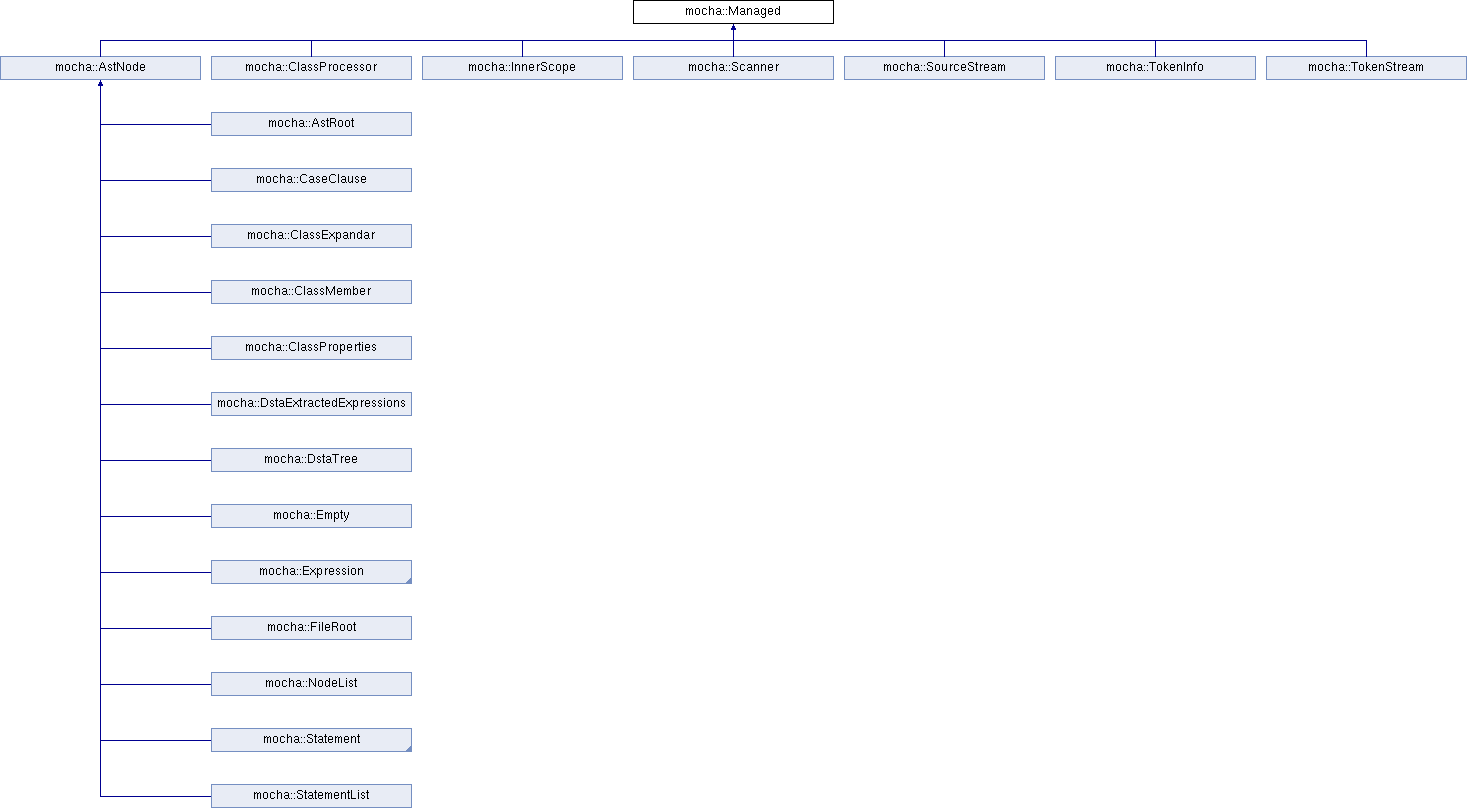 mocha::Managed
mocha::AstNode
mocha::ClassProcessor
mocha::InnerScope
mocha::Scanner
mocha::SourceStream
mocha::TokenInfo
mocha::TokenStream
mocha::AstRoot
mocha::CaseClause
mocha::ClassExpandar
mocha::ClassMember
mocha::ClassProperties
mocha::DstaExtractedExpressions
mocha::DstaTree
mocha::Empty
mocha::Expression
mocha::FileRoot
mocha::NodeList
mocha::Statement
mocha::StatementList